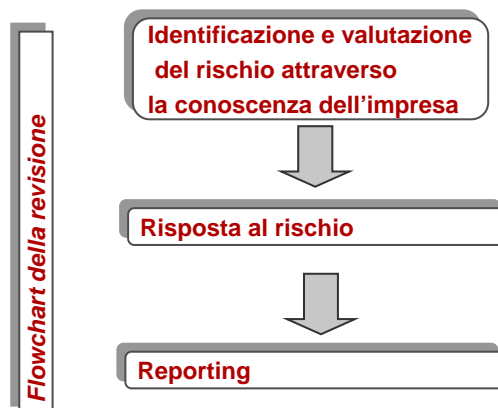 Flowchart della revisione
Identificazione e valutazione
del rischio attraverso
la conoscenza dell'impresa
Risposta al rischio
Reporting